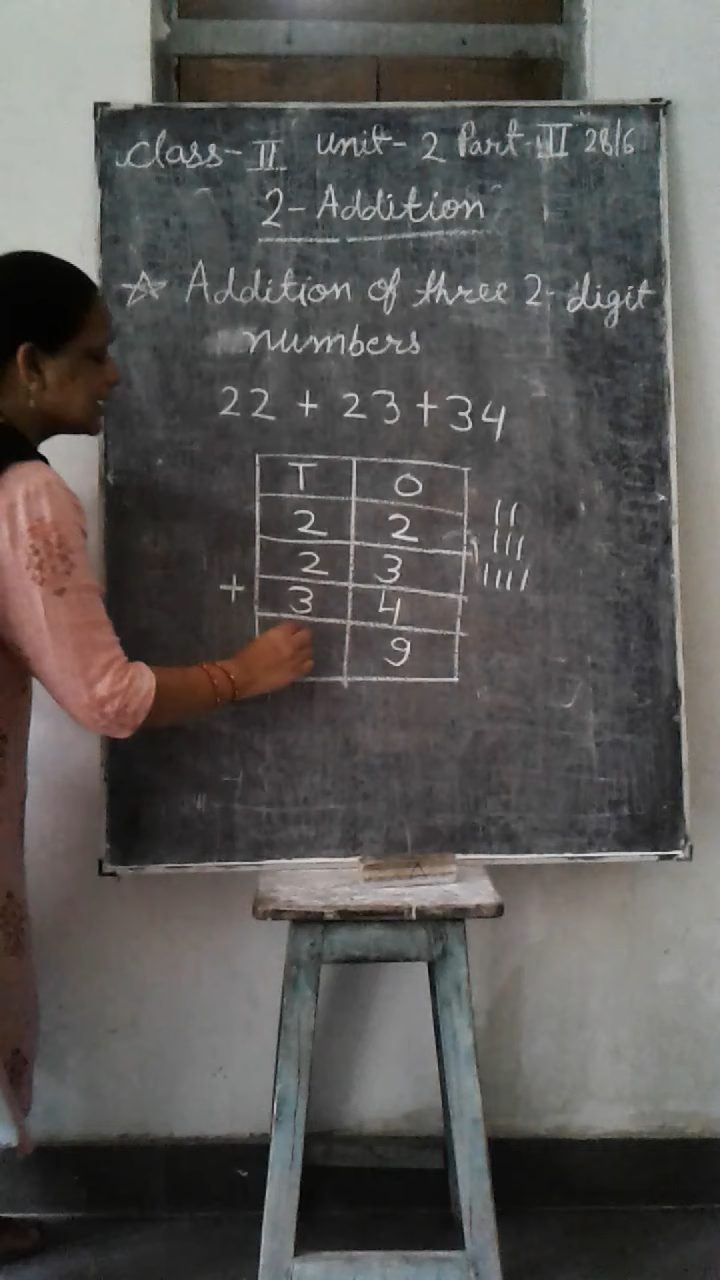 Class-II unit-2 Part-III 28/6
2-Addition
☆ Addition of three 2-digit
numbers
22 + 23 + 34
T O
2 2
2 3
+ 3 4
9